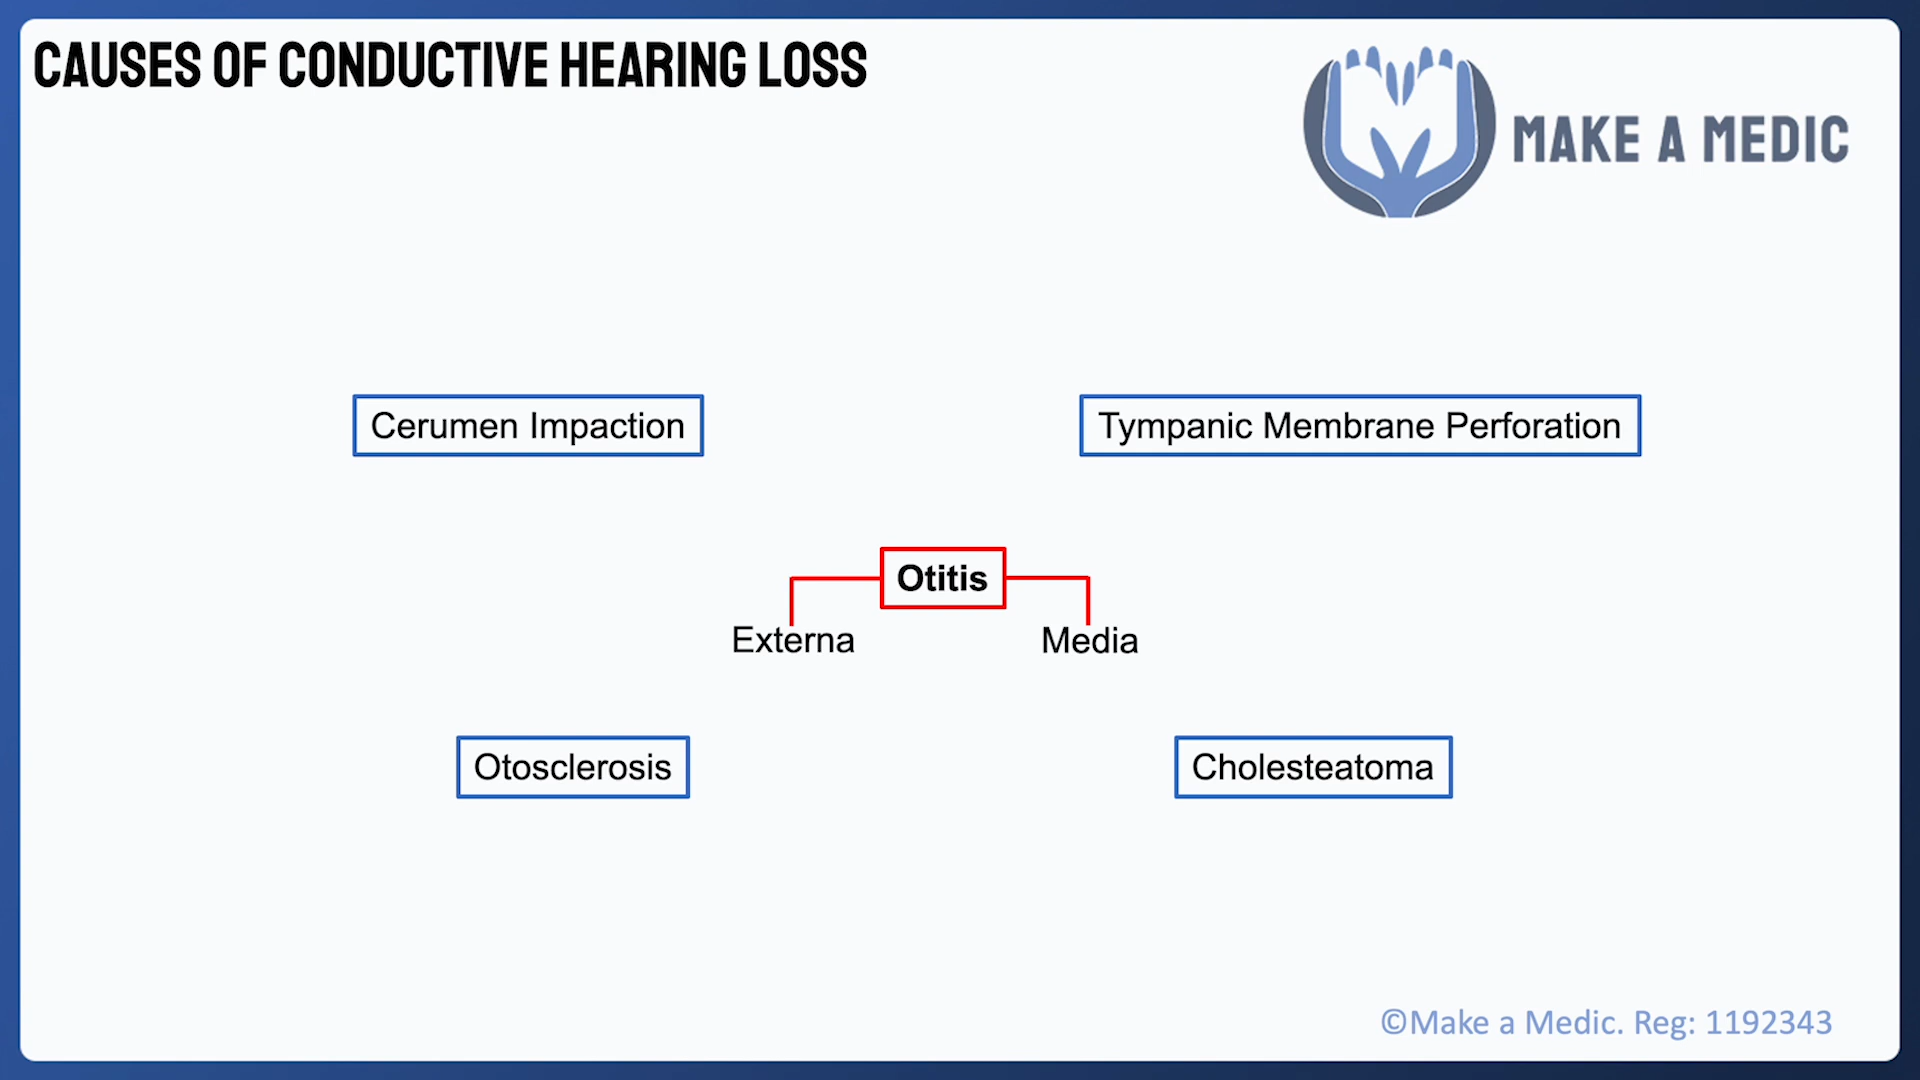 CAUSES OF CONDUCTIVE HEARING LOSS
MAKE A MEDIC
Cerumen Impaction
Tympanic Membrane Perforation
Otitis
Externa
Media
Otosclerosis
Cholesteatoma
©Make a Medic. Reg: 1192343